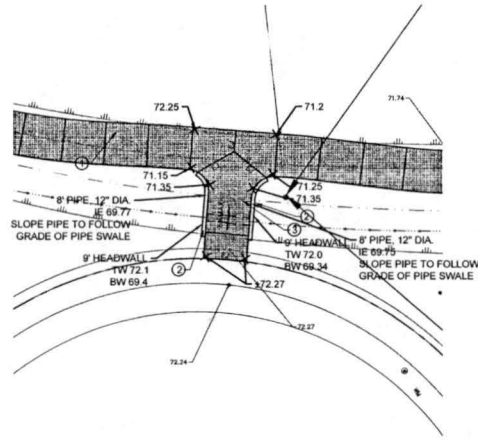 72.25
71.2
71.74
1
71.15
71.35
71.25
71.35
2
3
8' PIPE, 12" DIA.
IE 69.77
SLOPE PIPE TO FOLLOW
GRADE OF PIPE SWALE
9' HEADWALL
TW 72.1
BW 69.4
2
9' HEADWALL
TW 72.0
BW 69.34
8' PIPE, 12" DIA.
IE 69.75
SLOPE PIPE TO FOLLOW
GRADE OF PIPE SWALE
72.27
72.27
72.24